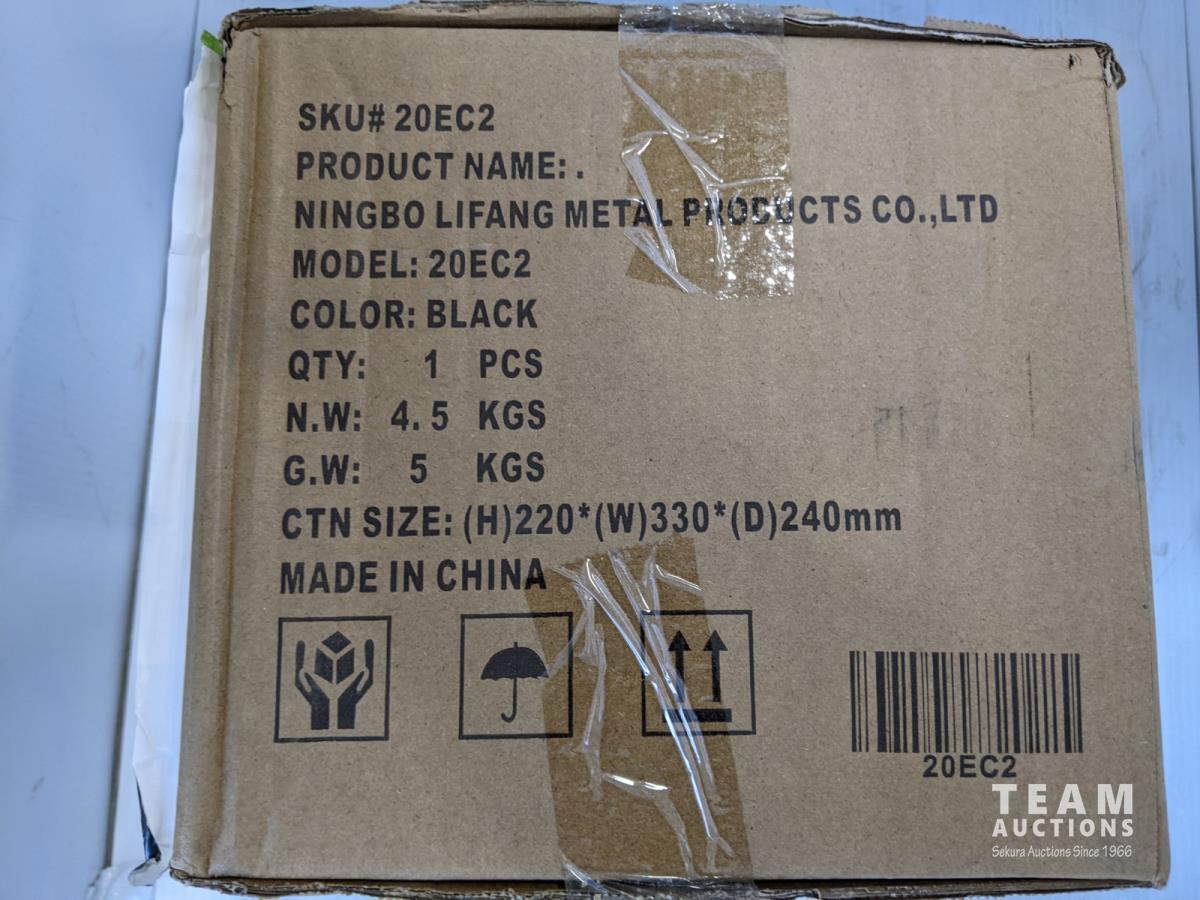 SKU# 20EC2
PRODUCT NAME: .
NINGBO LIFANG METAL PRODUCTS CO.,LTD
MODEL: 20EC2
COLOR: BLACK
QTY: 1 PCS
N.W: 4.5 KGS
G.W: 5 KGS
CTN SIZE: (H)220*(W)330*(D)240mm
MADE IN CHINA
20EC2
TEAM
AUCTIONS
Sekura Auctions Since 1966